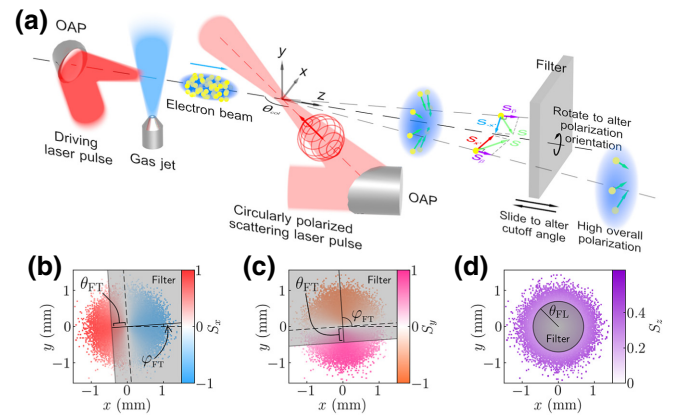 (a)
OAP
Driving
laser pulse
Gas jet
Electron beam
y
x
z
θcol
Circularly polarized
scattering laser pulse
OAP
Filter
Rotate to alter
polarization
orientation
Slide to alter
cutoff angle
High overall
polarization
(b)
θFT
Filter
φFT
y (mm)
1
0
−1
−1 0 1
x (mm)
1
0
−1
Sx
(c)
θFT
Filter
φFT
y (mm)
1
0
−1
−1 0 1
x (mm)
1
0
−1
Sy
(d)
θFL
Filter
y (mm)
1
0
−1
−1 0 1
x (mm)
0.4
0.2
0
Sz